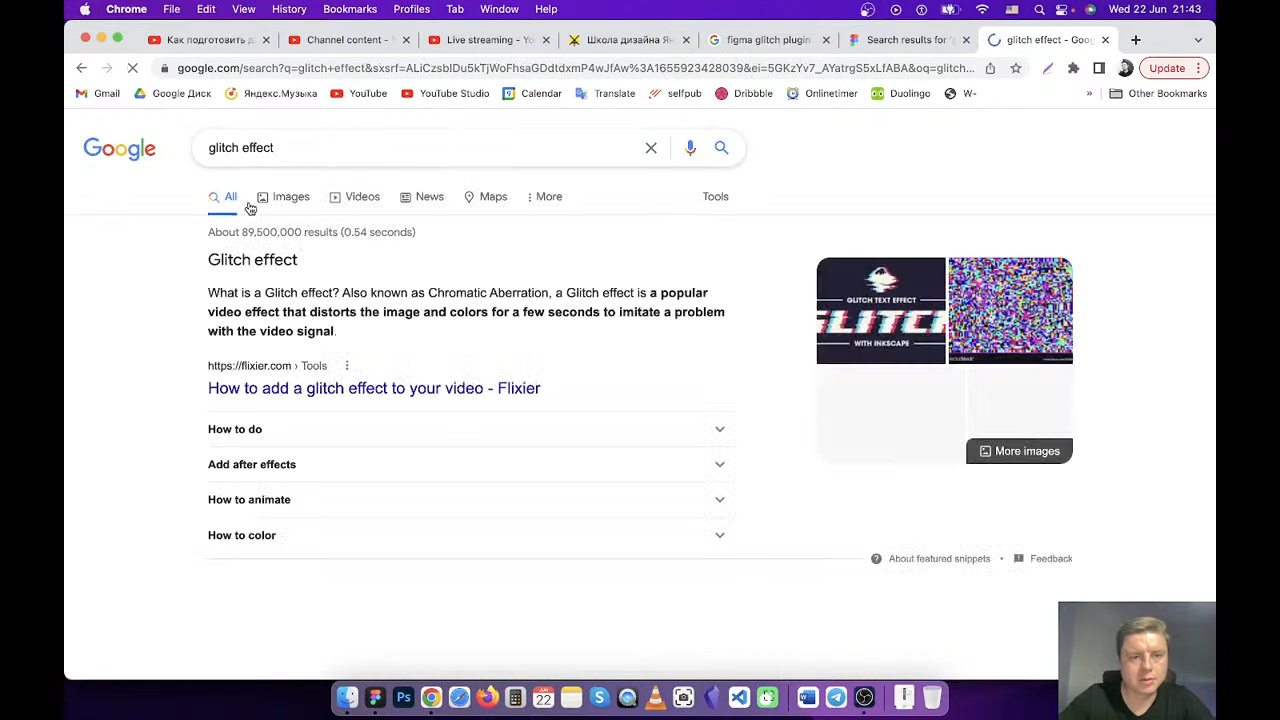 Chrome File Edit View History Bookmarks Profiles Tab Window Help Wed 22 Jun 21:43
Как подготовить д Channel content - Y Live streaming - Yo Школа дизайна Ян figma glitch plugin Search results for "g glitch effect - Goog
google.com/search?q=glitch+effect&sxsrf=ALiCzsbIDu5kTjWoFhsaGDdtdxmP4wJfAw%3A1655923428039&ei=5GKzYv7_AYatrgS5xLfABA&oq=glitch... Update
Gmail Google Диск Яндекс.Музыка YouTube YouTube Studio Calendar Translate selfpub Dribbble Onlinetimer Duolingo W- » Other Bookmarks
Google glitch effect
All Images Videos News Maps More Tools
About 89,500,000 results (0.54 seconds)
Glitch effect
What is a Glitch effect? Also known as Chromatic Aberration, a Glitch effect is a popular
video effect that distorts the image and colors for a few seconds to imitate a problem
with the video signal.
https://flixier.com › Tools
How to add a glitch effect to your video - Flixier
How to do
Add after effects
How to animate
How to color
GLITCH TEXT EFFECT
GLITCH
WITH INKSCAPE
More images
About featured snippets • Feedback